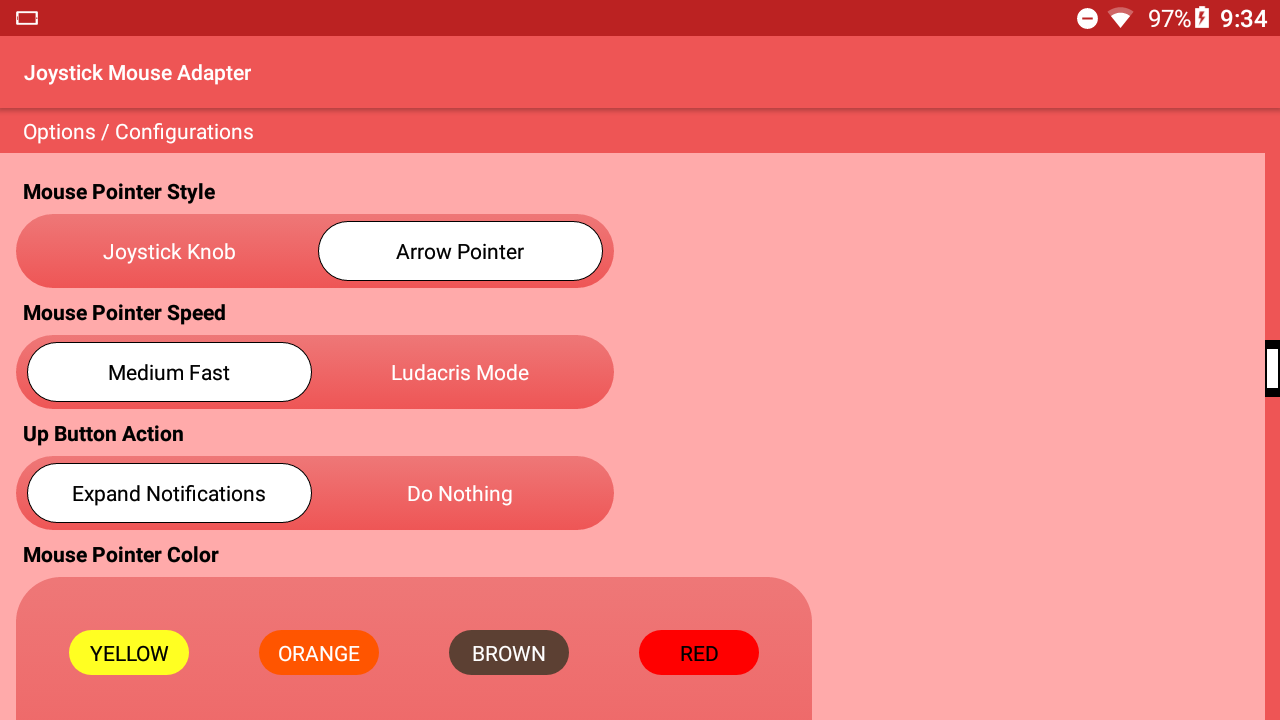 97% 9:34
Joystick Mouse Adapter
Options / Configurations
Mouse Pointer Style
Joystick Knob Arrow Pointer
Mouse Pointer Speed
Medium Fast Ludacris Mode
Up Button Action
Expand Notifications Do Nothing
Mouse Pointer Color
YELLOW ORANGE BROWN RED